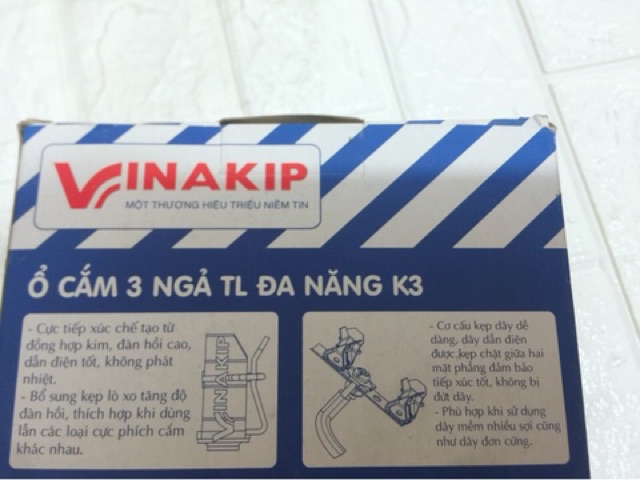 VINAKIP
MỘT THƯƠNG HIỆU TRIỆU NIỀM TIN
Ổ CẮM 3 NGẢ TL ĐA NĂNG K3
- Cực tiếp xúc chế tạo từ
đồng hợp kim, đàn hồi cao,
dẫn điện tốt, không phát
nhiệt.
- Bổ sung kẹp lò xo tăng độ
đàn hồi, thích hợp khi dùng
lẫn các loại cực phích cắm
khác nhau.
VINAKIP
- Cơ cấu kẹp dây dễ
dàng, dây dẫn điện
được kẹp chặt giữa hai
mặt phẳng đảm bảo
tiếp xúc tốt, không bị
đứt dây.
- Phù hợp khi sử dụng
dây mềm nhiều sợi cũng
như dây đơn cứng.